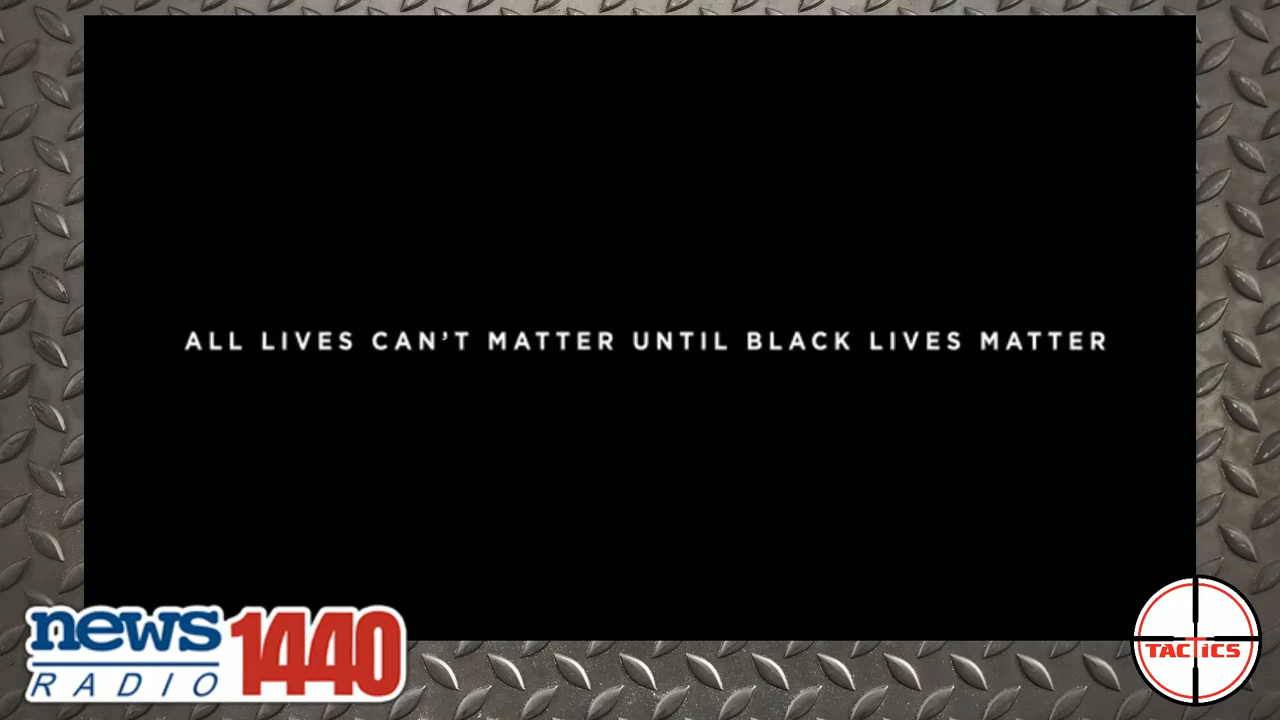 ALL LIVES CAN'T MATTER UNTIL BLACK LIVES MATTER
news 1440
RADIO
TACTICS